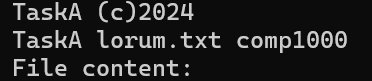 TaskA (c)2024
TaskA lorum.txt comp1000
File content: